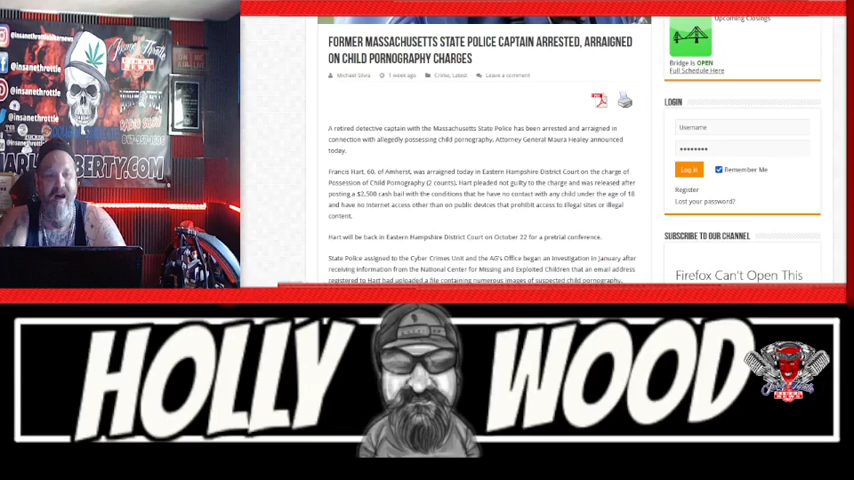 @insanethrottlebikernews
@insanethrottle
INSANE THROTTLE
HARLEYLIBERTY.COM
FORMER MASSACHUSETTS STATE POLICE CAPTAIN ARRESTED, ARRAIGNED
ON CHILD PORNOGRAPHY CHARGES
Michael Silvia 1 week ago Crime, Latest Leave a comment
A retired detective captain with the Massachusetts State Police has been arrested and arraigned in
connection with allegedly possessing child pornography, Attorney General Maura Healey announced
today.
Francis Hart, 60, of Amherst, was arraigned today in Eastern Hampshire District Court on the charge of
Possession of Child Pornography (2 counts). Hart pleaded not guilty to the charge and was released after
posting a $2,500 cash bail with the conditions that he have no contact with any child under the age of 18
and have no internet access other than on public devices that prohibit access to illegal sites or illegal
content.
Hart will be back in Eastern Hampshire District Court on October 22 for a pretrial conference.
State Police assigned to the Cyber Crimes Unit and the AG's Office began an investigation in January after
receiving information from the National Center for Missing and Exploited Children that an email address
registered to Hart had uploaded a file containing numerous images of suspected child pornography.
Upcoming Closings
Bridge is OPEN
Full Schedule Here
LOGIN
Username
Log in
Remember Me
Register
Lost your password?
SUBSCRIBE TO OUR CHANNEL
Firefox Can't Open This
HOLLY WOOD